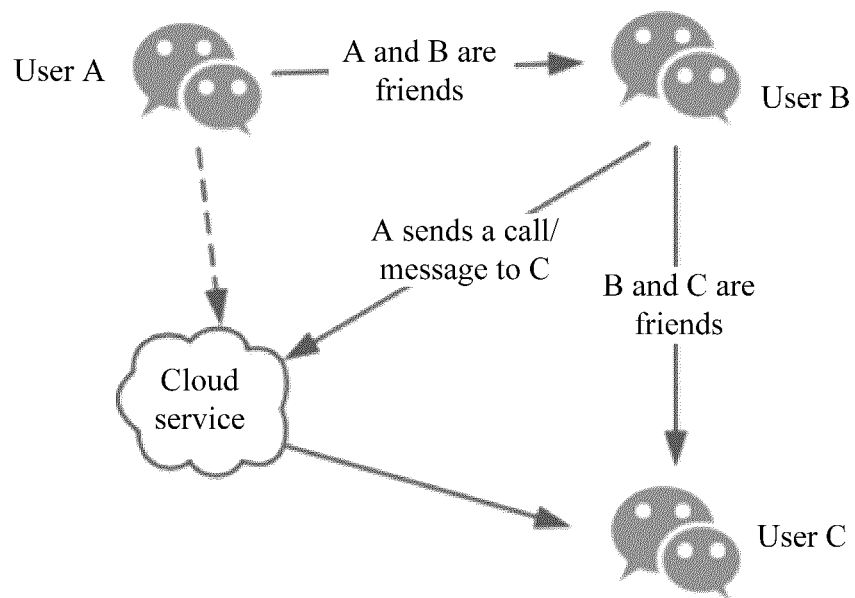 User A
A and B are
friends
User B
A sends a call/
message to C
B and C are
friends
Cloud
service
User C